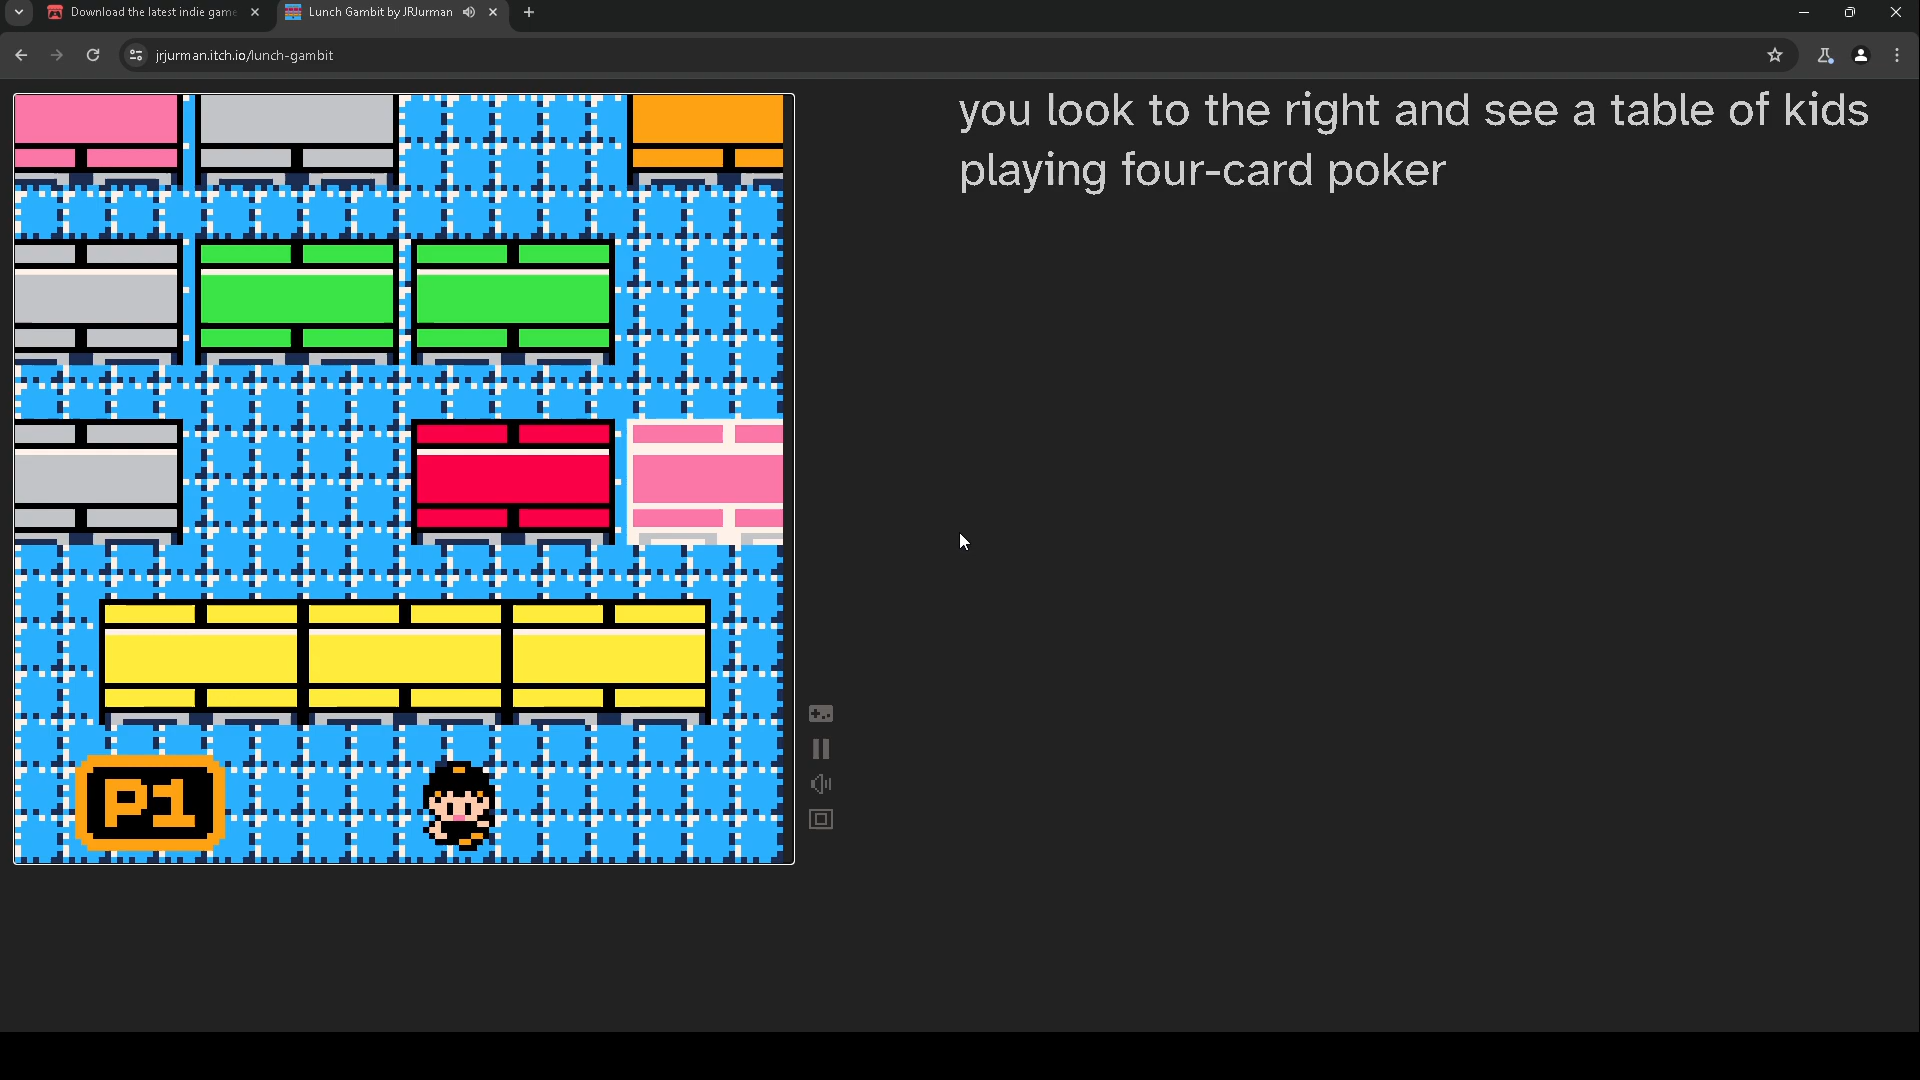 Download the latest indie game
Lunch Gambit by JRJurman
jrjurman.itch.io/lunch-gambit
you look to the right and see a table of kids
playing four-card poker
P1